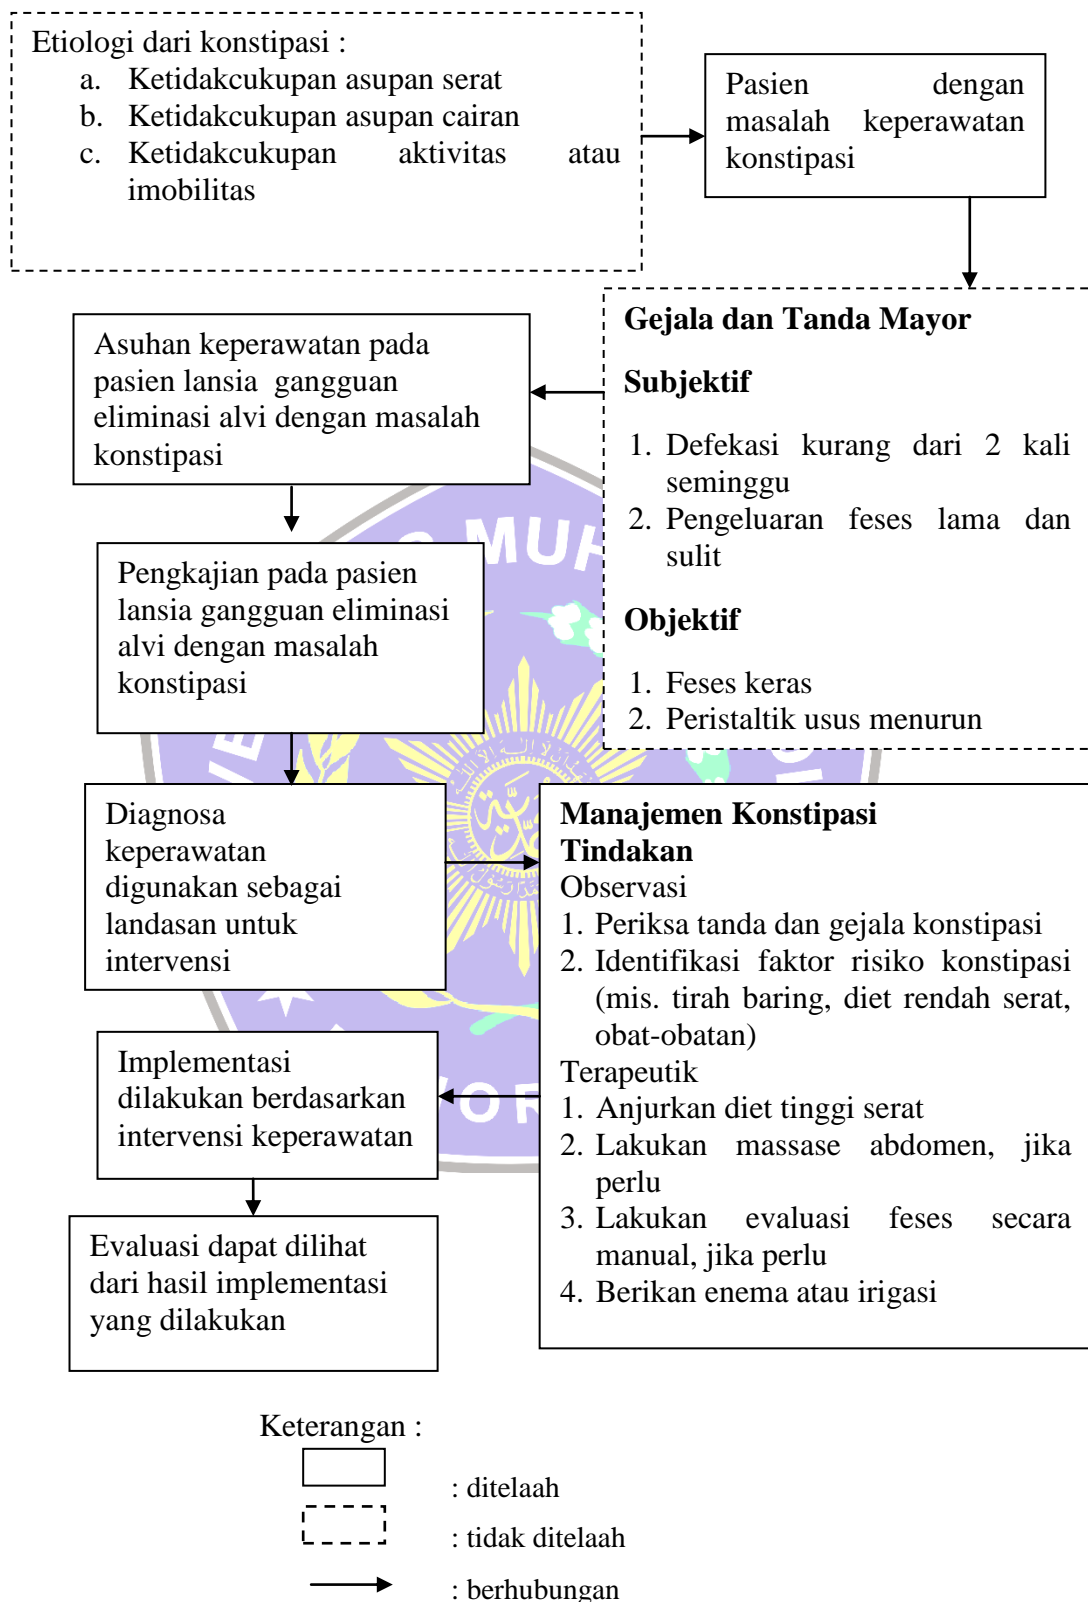 Etiologi dari konstipasi :
a. Ketidakcukupan asupan serat
b. Ketidakcukupan asupan cairan
c. Ketidakcukupan aktivitas atau
imobilitas
Pasien dengan
masalah keperawatan
konstipasi
Gejala dan Tanda Mayor
Subjektif
1. Defekasi kurang dari 2 kali
seminggu
2. Pengeluaran feses lama dan
sulit
Objektif
1. Feses keras
2. Peristaltik usus menurun
Asuhan keperawatan pada
pasien lansia gangguan
eliminasi alvi dengan masalah
konstipasi
Pengkajian pada pasien
lansia gangguan eliminasi
alvi dengan masalah
konstipasi
Diagnosa
keperawatan
digunakan sebagai
landasan untuk
intervensi
Manajemen Konstipasi
Tindakan
Observasi
1. Periksa tanda dan gejala konstipasi
2. Identifikasi faktor risiko konstipasi
(mis. tirah baring, diet rendah serat,
obat-obatan)
Terapeutik
1. Anjurkan diet tinggi serat
2. Lakukan massase abdomen, jika
perlu
3. Lakukan evaluasi feses secara
manual, jika perlu
4. Berikan enema atau irigasi
Implementasi
dilakukan berdasarkan
intervensi keperawatan
Evaluasi dapat dilihat
dari hasil implementasi
yang dilakukan
Keterangan :
: ditelaah
: tidak ditelaah
: berhubungan